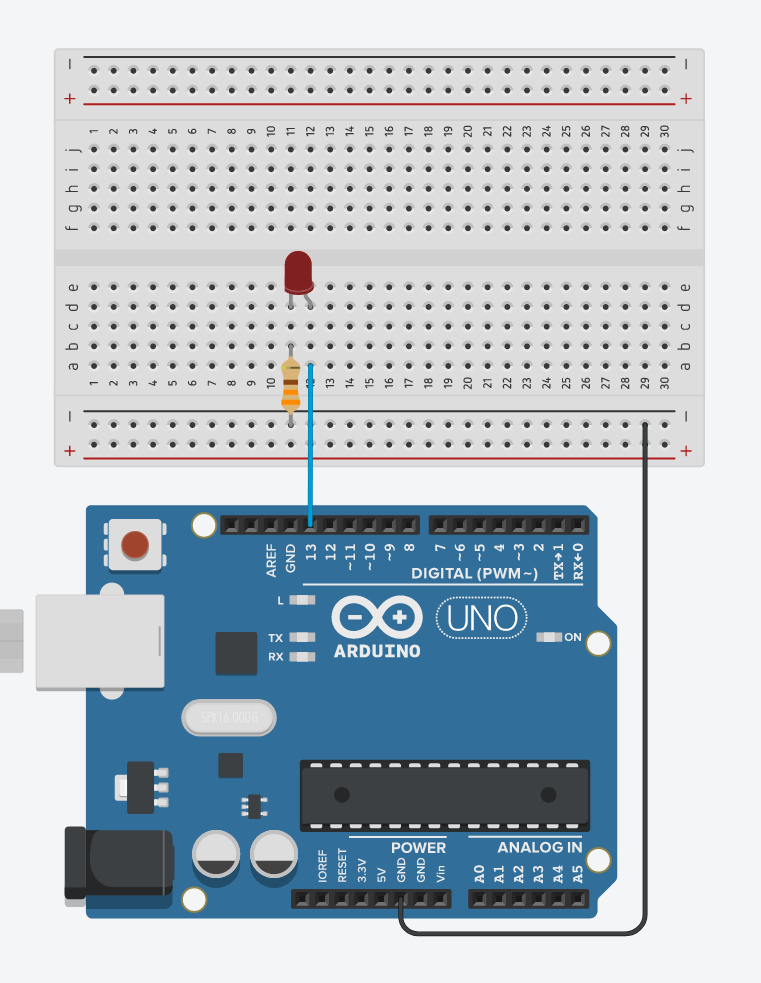 − −
+ +
1 2 3 4 5 6 7 8 9 10 11 12 13 14 15 16 17 18 19 20 21 22 23 24 25 26 27 28 29 30
j j
i i
h h
g g
f f
e e
d d
c c
b b
a a
1 2 3 4 5 6 7 8 9 10 11 12 13 14 15 16 17 18 19 20 21 22 23 24 25 26 27 28 29 30
− −
+ +
AREF GND 13 12 ~11 ~10 ~9 8 7 ~6 ~5 4 ~3 2 TX→1 RX←0
DIGITAL (PWM~)
L
TX
RX
ARDUINO
UNO
ON
SPK16.000G
POWER
ANALOG IN
IOREF RESET 3.3V 5V GND GND Vin A0 A1 A2 A3 A4 A5